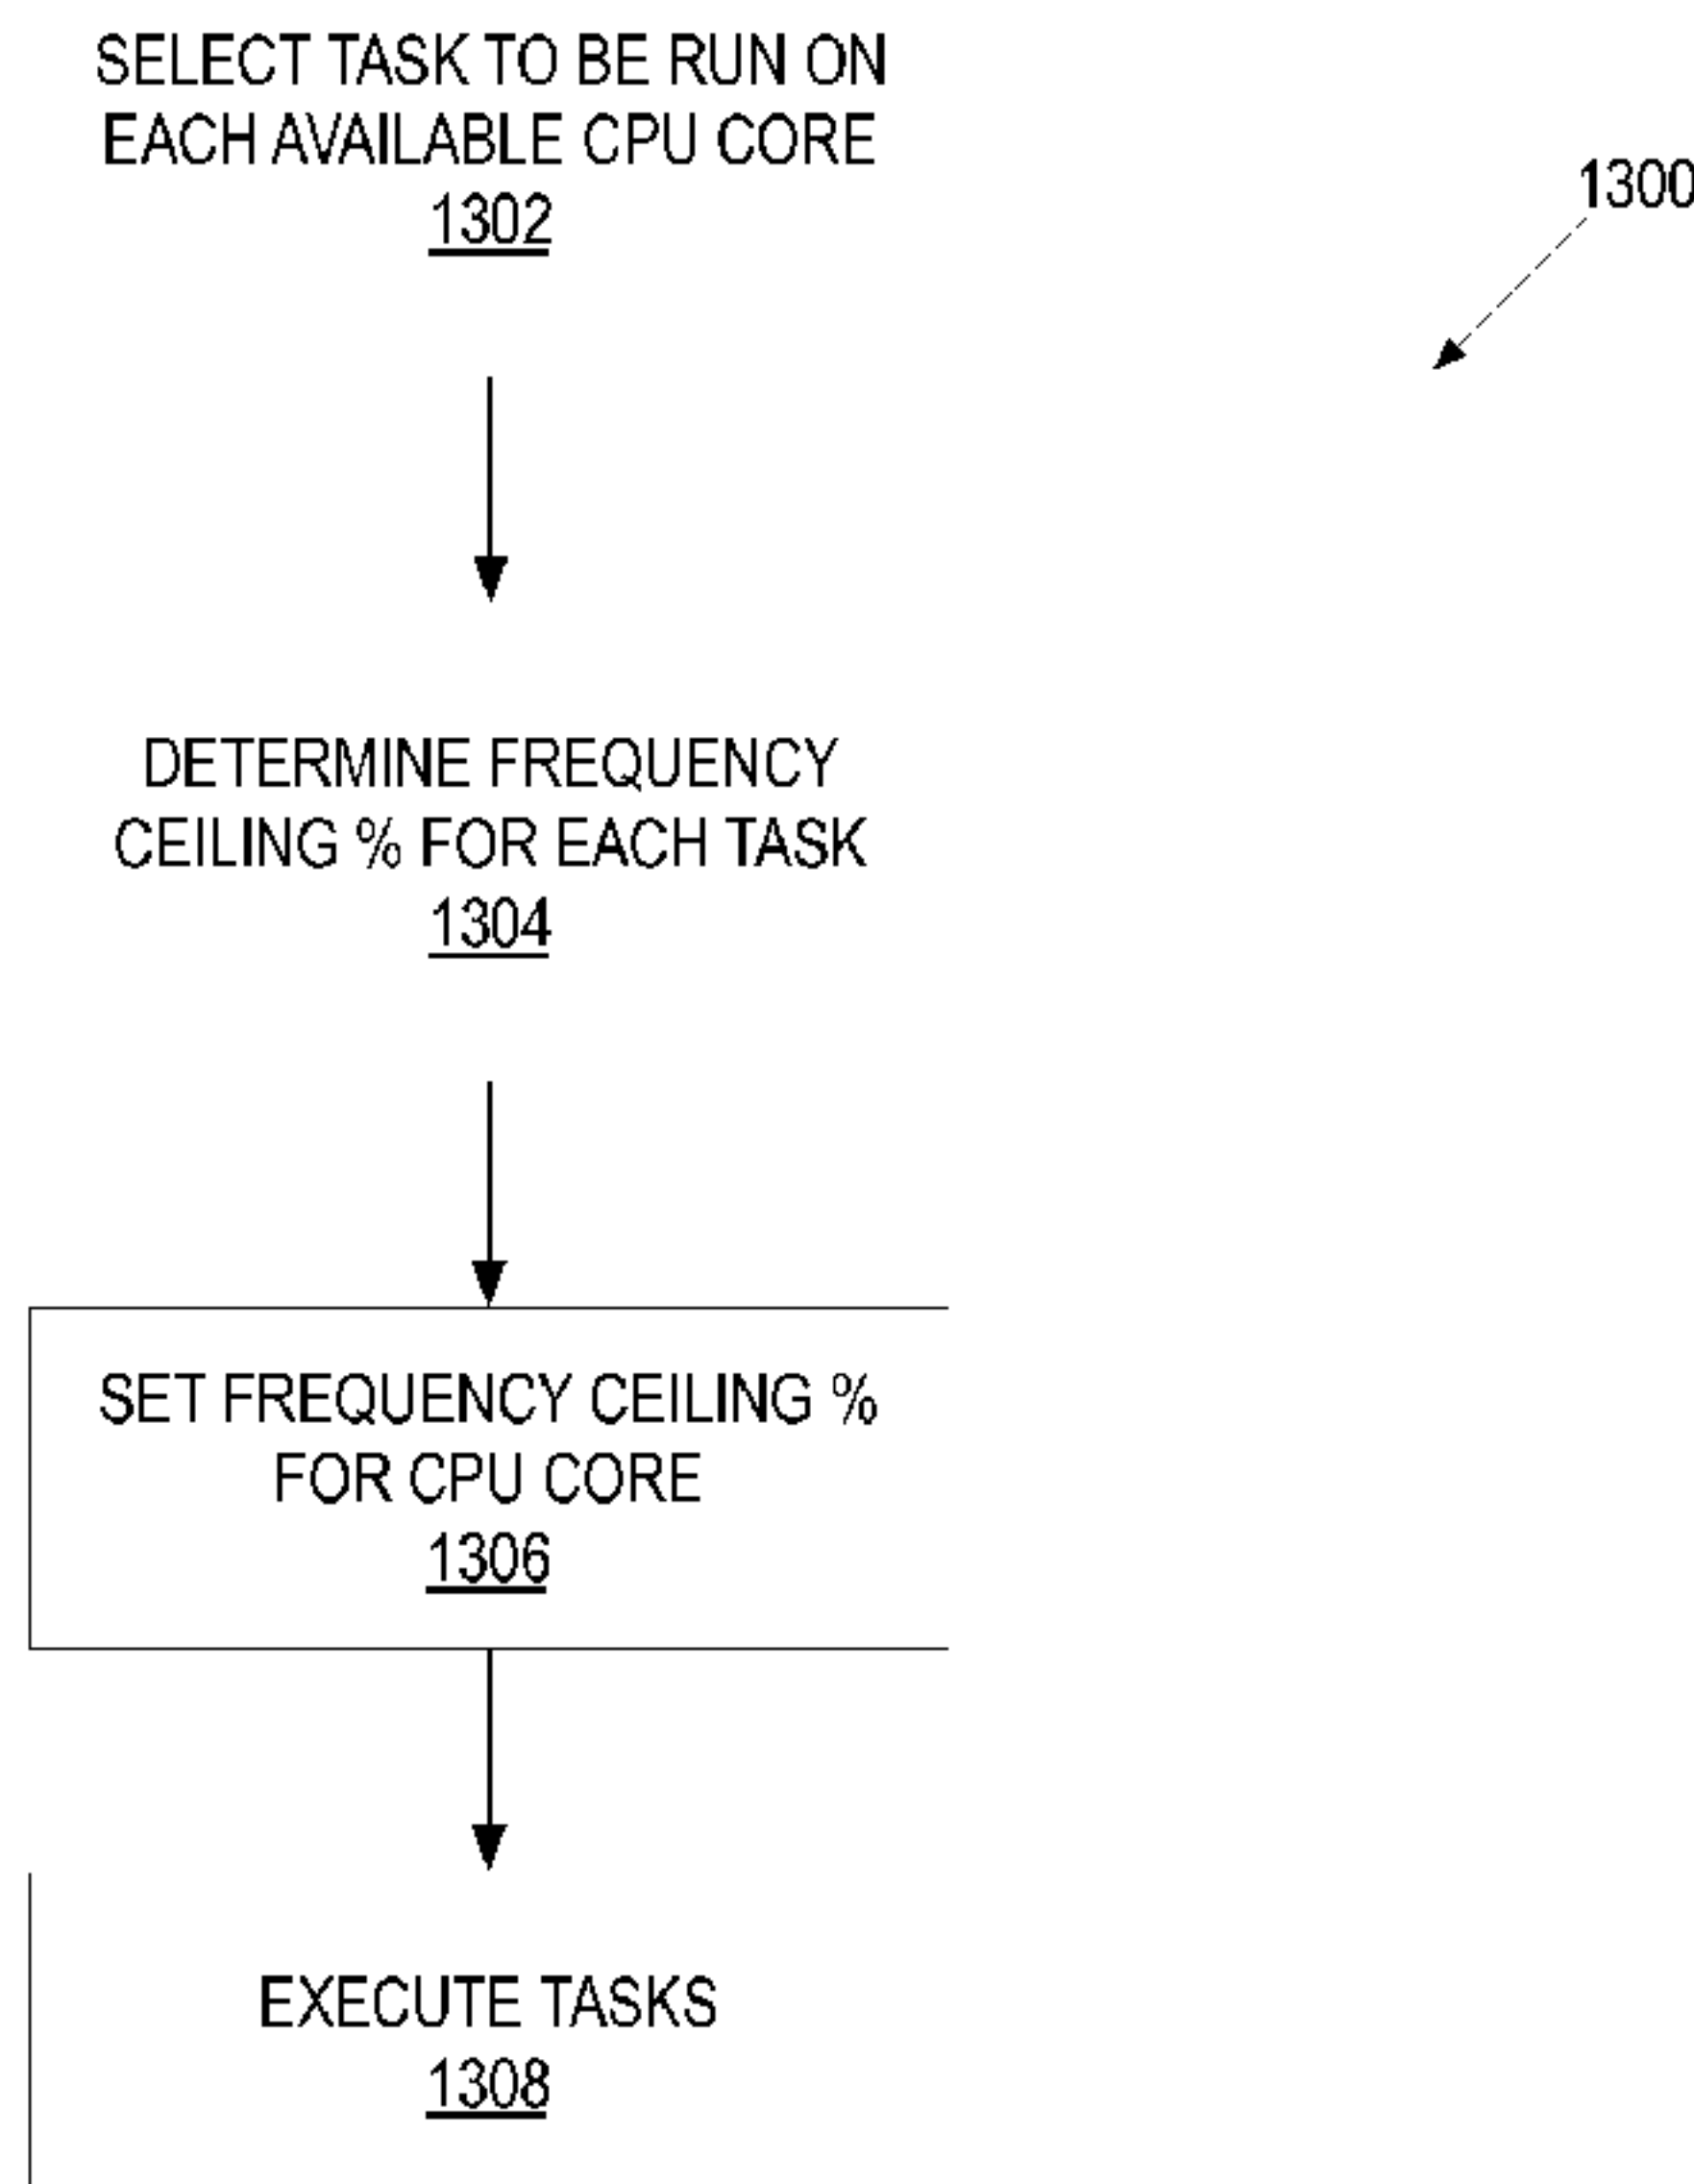 SELECT TASK TO BE RUN ON
EACH AVAILABLE CPU CORE
1302
1300
DETERMINE FREQUENCY
CEILING % FOR EACH TASK
1304
SET FREQUENCY CEILING %
FOR CPU CORE
1306
EXECUTE TASKS
1308